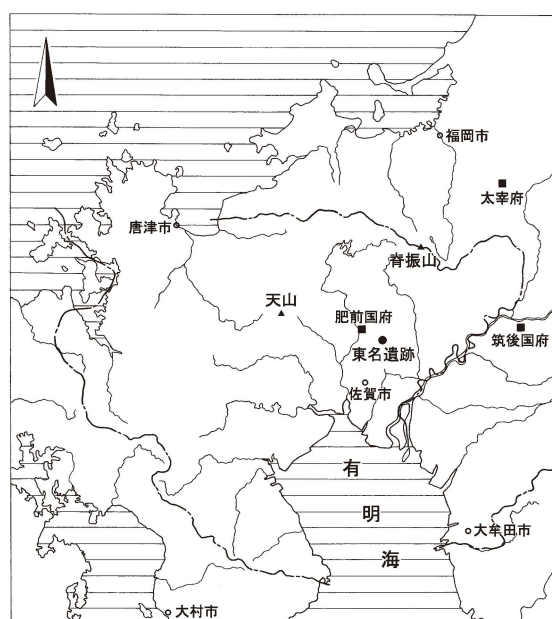 福岡市
太宰府
唐津市
脊振山
天山
肥前国府
筑後国府
東名遺跡
佐賀市
有
明
大牟田市
海
大村市